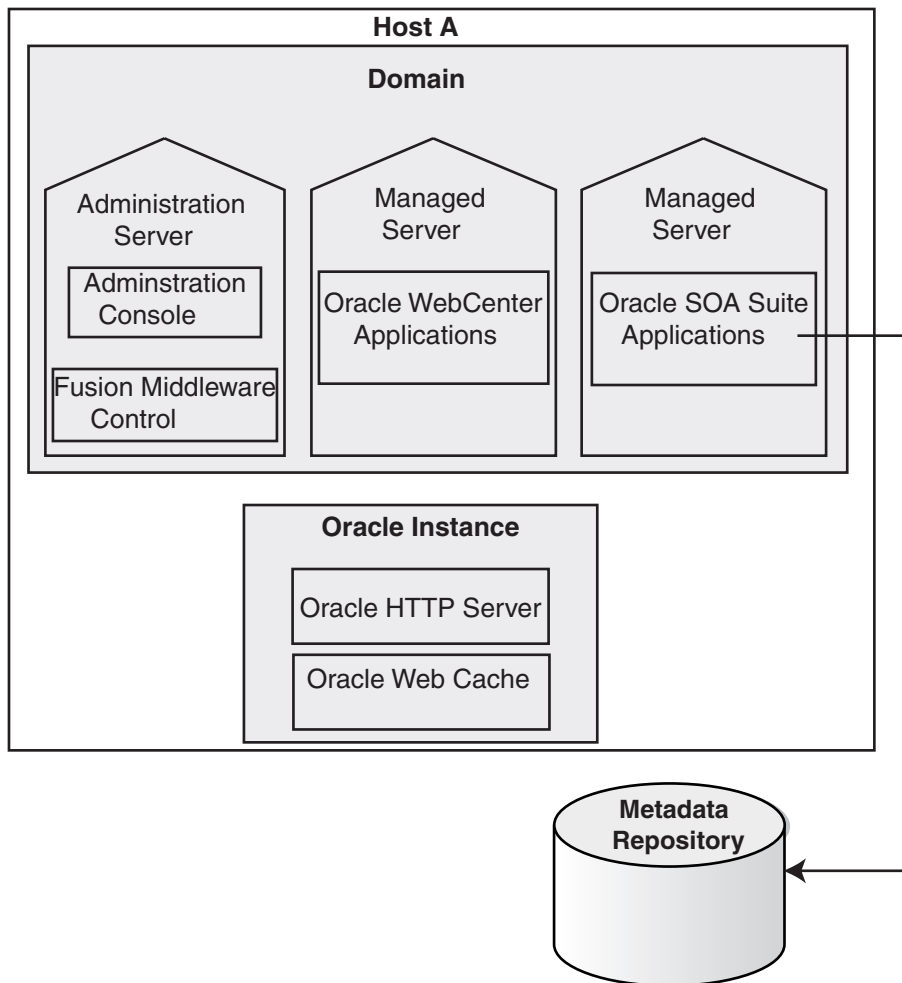 Host A
Domain
Administration
Server
Adminstration
Console
Fusion Middleware
Control
Managed
Server
Oracle WebCenter
Applications
Managed
Server
Oracle SOA Suite
Applications
Oracle Instance
Oracle HTTP Server
Oracle Web Cache
Metadata
Repository